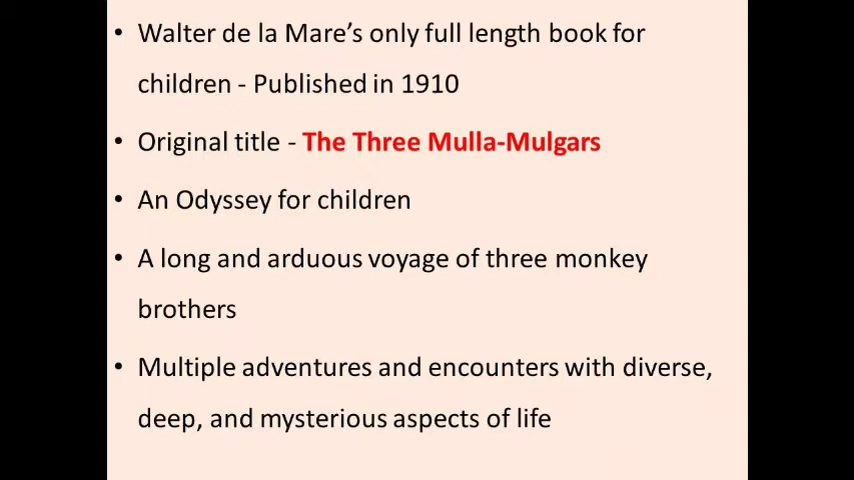 • Walter de la Mare’s only full length book for
children - Published in 1910
• Original title - The Three Mulla-Mulgars
• An Odyssey for children
• A long and arduous voyage of three monkey
brothers
• Multiple adventures and encounters with diverse,
deep, and mysterious aspects of life